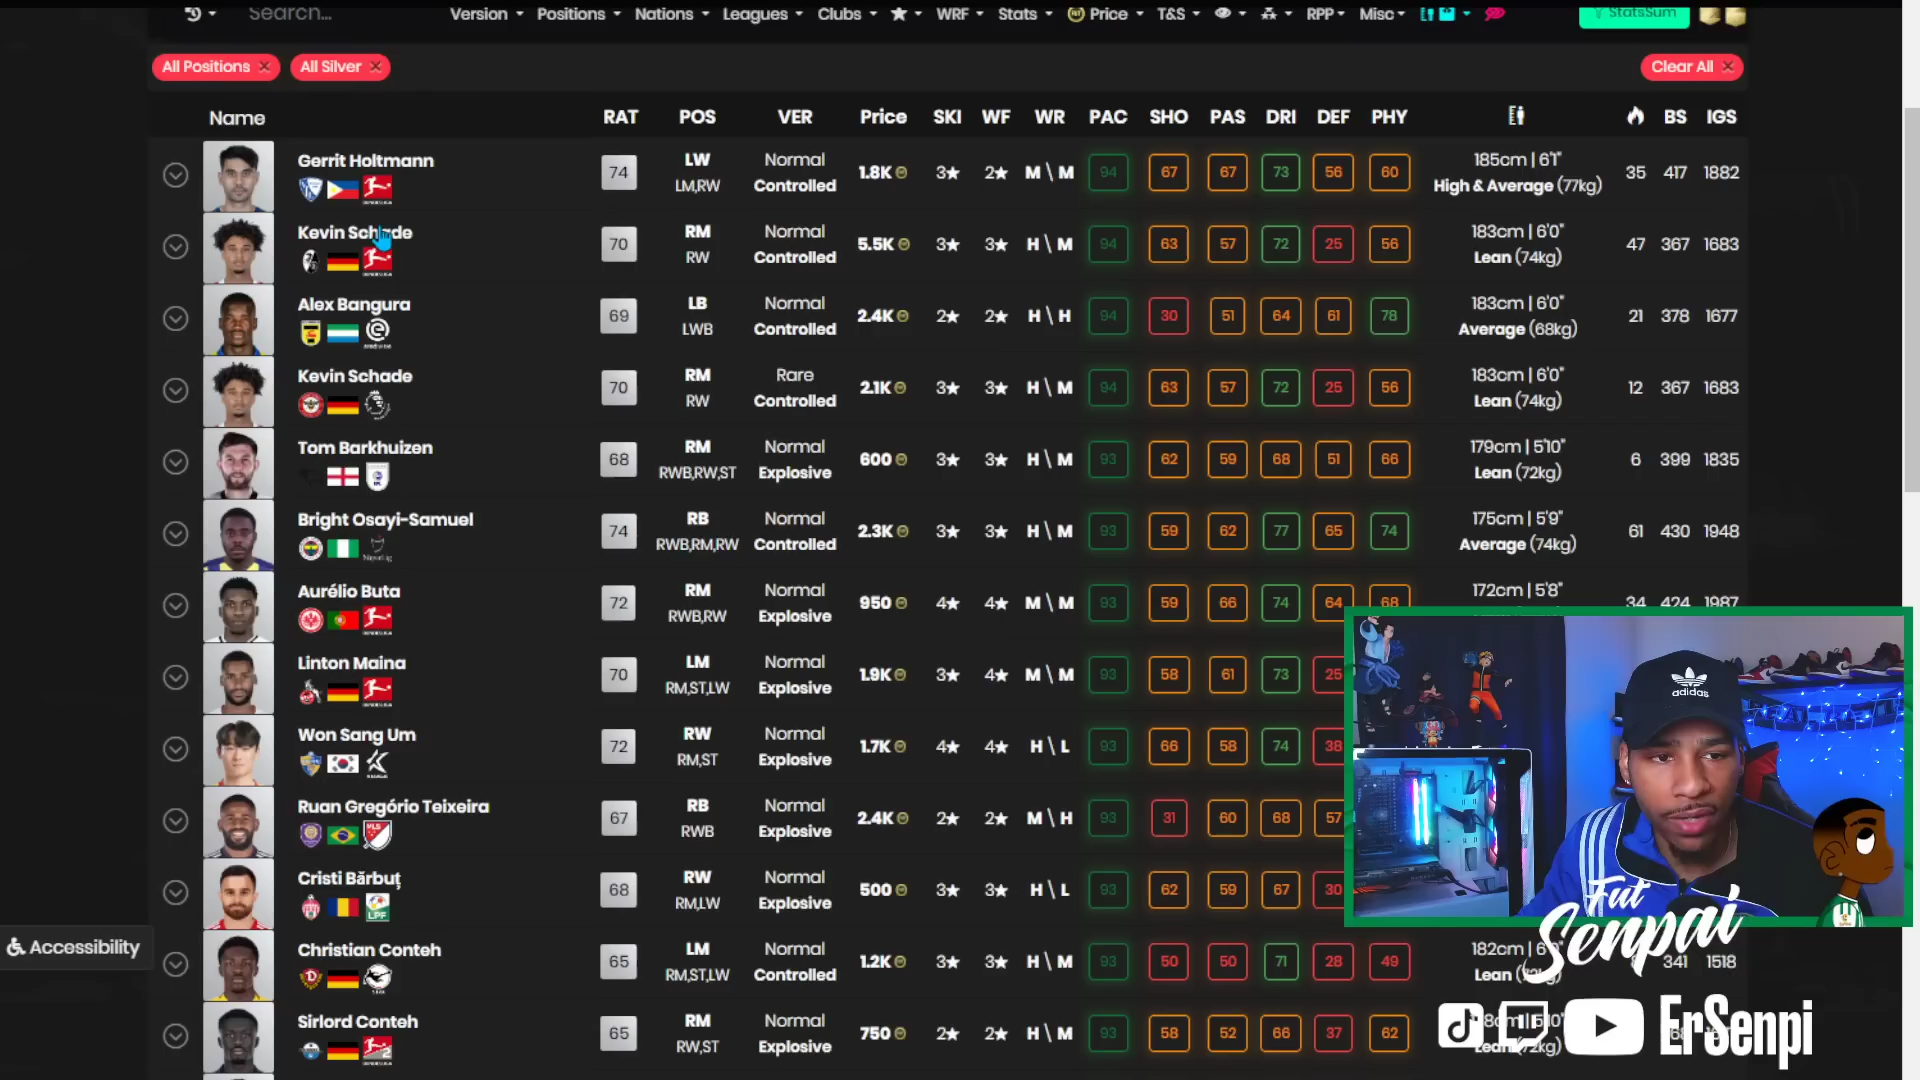 Search...
Version Positions Nations Leagues Clubs WRF Stats Price T&S RPP Misc StatsSum
All Positions × All Silver × Clear All ×
Name RAT POS VER Price SKI WF WR PAC SHO PAS DRI DEF PHY BS IGS
Gerrit Holtmann 74 LW LM,RW Normal Controlled 1.8K 3★ 2★ M \ M 94 67 67 73 56 60 185cm | 6'1" High & Average (77kg) 35 417 1882
Kevin Schade 70 RM RW Normal Controlled 5.5K 3★ 3★ H \ M 94 63 57 72 25 56 183cm | 6'0" Lean (74kg) 47 367 1683
Alex Bangura 69 LB LWB Normal Controlled 2.4K 2★ 2★ H \ H 94 30 51 64 61 78 183cm | 6'0" Average (68kg) 21 378 1677
Kevin Schade 70 RM RW Rare Controlled 2.1K 3★ 3★ H \ M 94 63 57 72 25 56 183cm | 6'0" Lean (74kg) 12 367 1683
Tom Barkhuizen 68 RM RWB,RW,ST Normal Explosive 600 3★ 3★ H \ M 93 62 59 68 51 66 179cm | 5'10" Lean (72kg) 6 399 1835
Bright Osayi-Samuel 74 RB RWB,RM,RW Normal Controlled 2.3K 3★ 3★ H \ M 93 59 62 77 65 74 175cm | 5'9" Average (74kg) 61 430 1948
Aurélio Buta 72 RM RWB,RW Normal Explosive 950 4★ 4★ M \ M 93 59 66 74 64 68 172cm | 5'8" 34 424 1987
Linton Maina 70 LM RM,ST,LW Normal Explosive 1.9K 3★ 4★ M \ M 93 58 61 73 25
Won Sang Um 72 RW RM,ST Normal Explosive 1.7K 4★ 4★ H \ L 93 66 58 74 38
Ruan Gregório Teixeira 67 RB RWB Normal Explosive 2.4K 2★ 2★ M \ H 93 31 60 68 57
Cristi Bărbuț 68 RW RM,LW Normal Explosive 500 3★ 3★ H \ L 93 62 59 67 30
Christian Conteh 65 LM RM,ST,LW Normal Controlled 1.2K 3★ 3★ H \ M 93 50 50 71 28 49 182cm | Lean 341 1518
Sirlord Conteh 65 RM RW,ST Normal Explosive 750 2★ 2★ H \ M 93 58 52 66 37 62
Accessibility
adidas
Fut
Senpai
ErSenpi